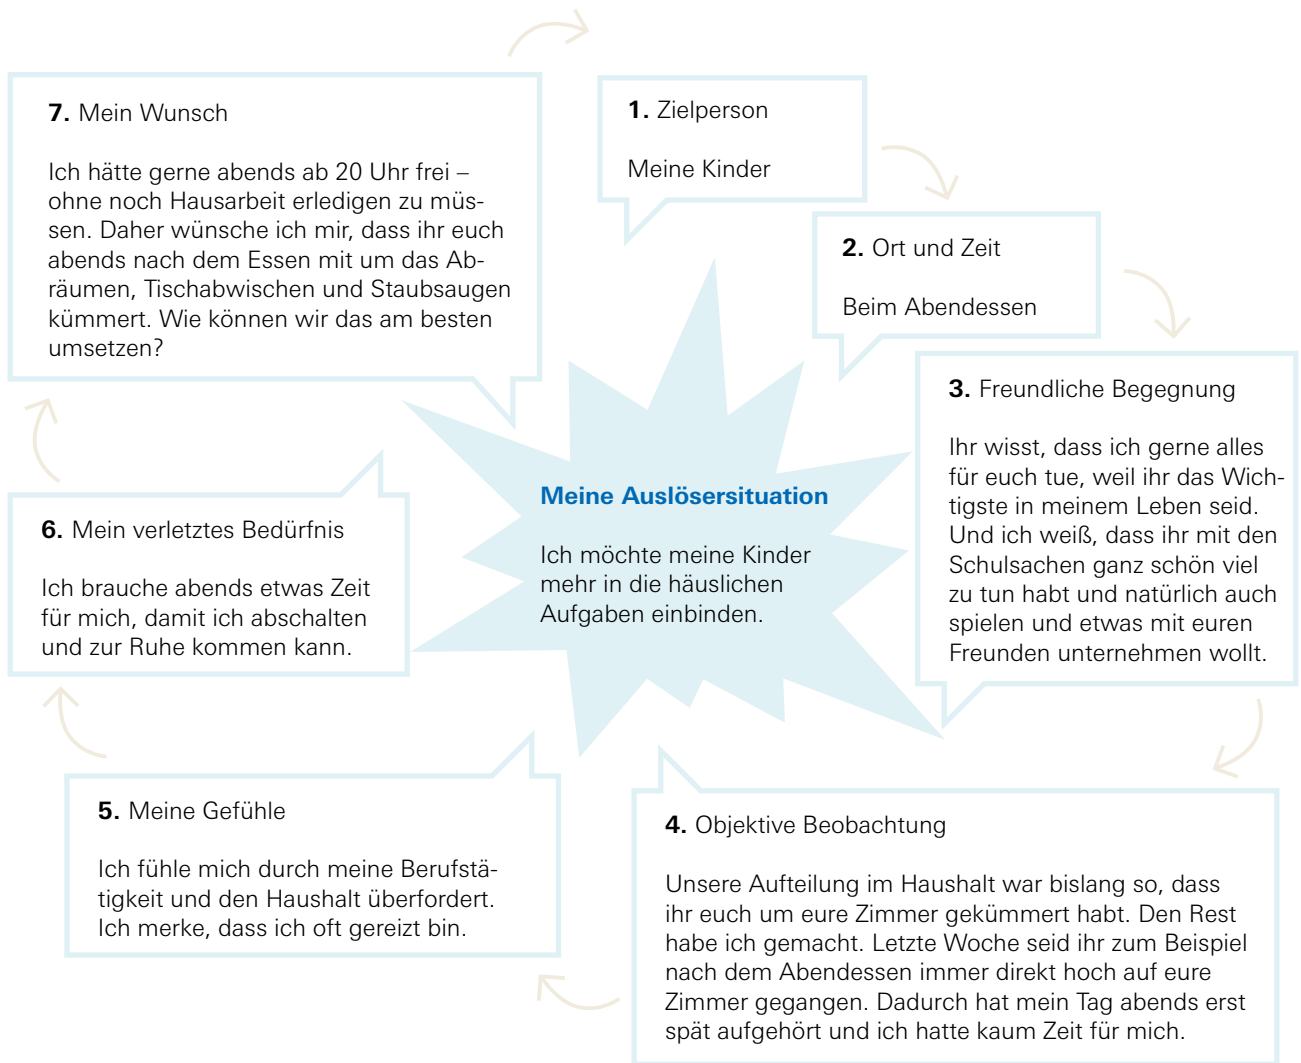 Meine Auslösersituation
Ich möchte meine Kinder
mehr in die häuslichen
Aufgaben einbinden.
1. Zielperson
Meine Kinder
2. Ort und Zeit
Beim Abendessen
3. Freundliche Begegnung
Ihr wisst, dass ich gerne alles
für euch tue, weil ihr das Wich-
tigste in meinem Leben seid.
Und ich weiß, dass ihr mit den
Schulsachen ganz schön viel
zu tun habt und natürlich auch
spielen und etwas mit euren
Freunden unternehmen wollt.
4. Objektive Beobachtung
Unsere Aufteilung im Haushalt war bislang so, dass
ihr euch um eure Zimmer gekümmert habt. Den Rest
habe ich gemacht. Letzte Woche seid ihr zum Beispiel
nach dem Abendessen immer direkt hoch auf eure
Zimmer gegangen. Dadurch hat mein Tag abends erst
spät aufgehört und ich hatte kaum Zeit für mich.
5. Meine Gefühle
Ich fühle mich durch meine Berufstä-
tigkeit und den Haushalt überfordert.
Ich merke, dass ich oft gereizt bin.
6. Mein verletztes Bedürfnis
Ich brauche abends etwas Zeit
für mich, damit ich abschalten
und zur Ruhe kommen kann.
7. Mein Wunsch
Ich hätte gerne abends ab 20 Uhr frei –
ohne noch Hausarbeit erledigen zu müs-
sen. Daher wünsche ich mir, dass ihr euch
abends nach dem Essen mit um das Ab-
räumen, Tischabwischen und Staubsaugen
kümmert. Wie können wir das am besten
umsetzen?